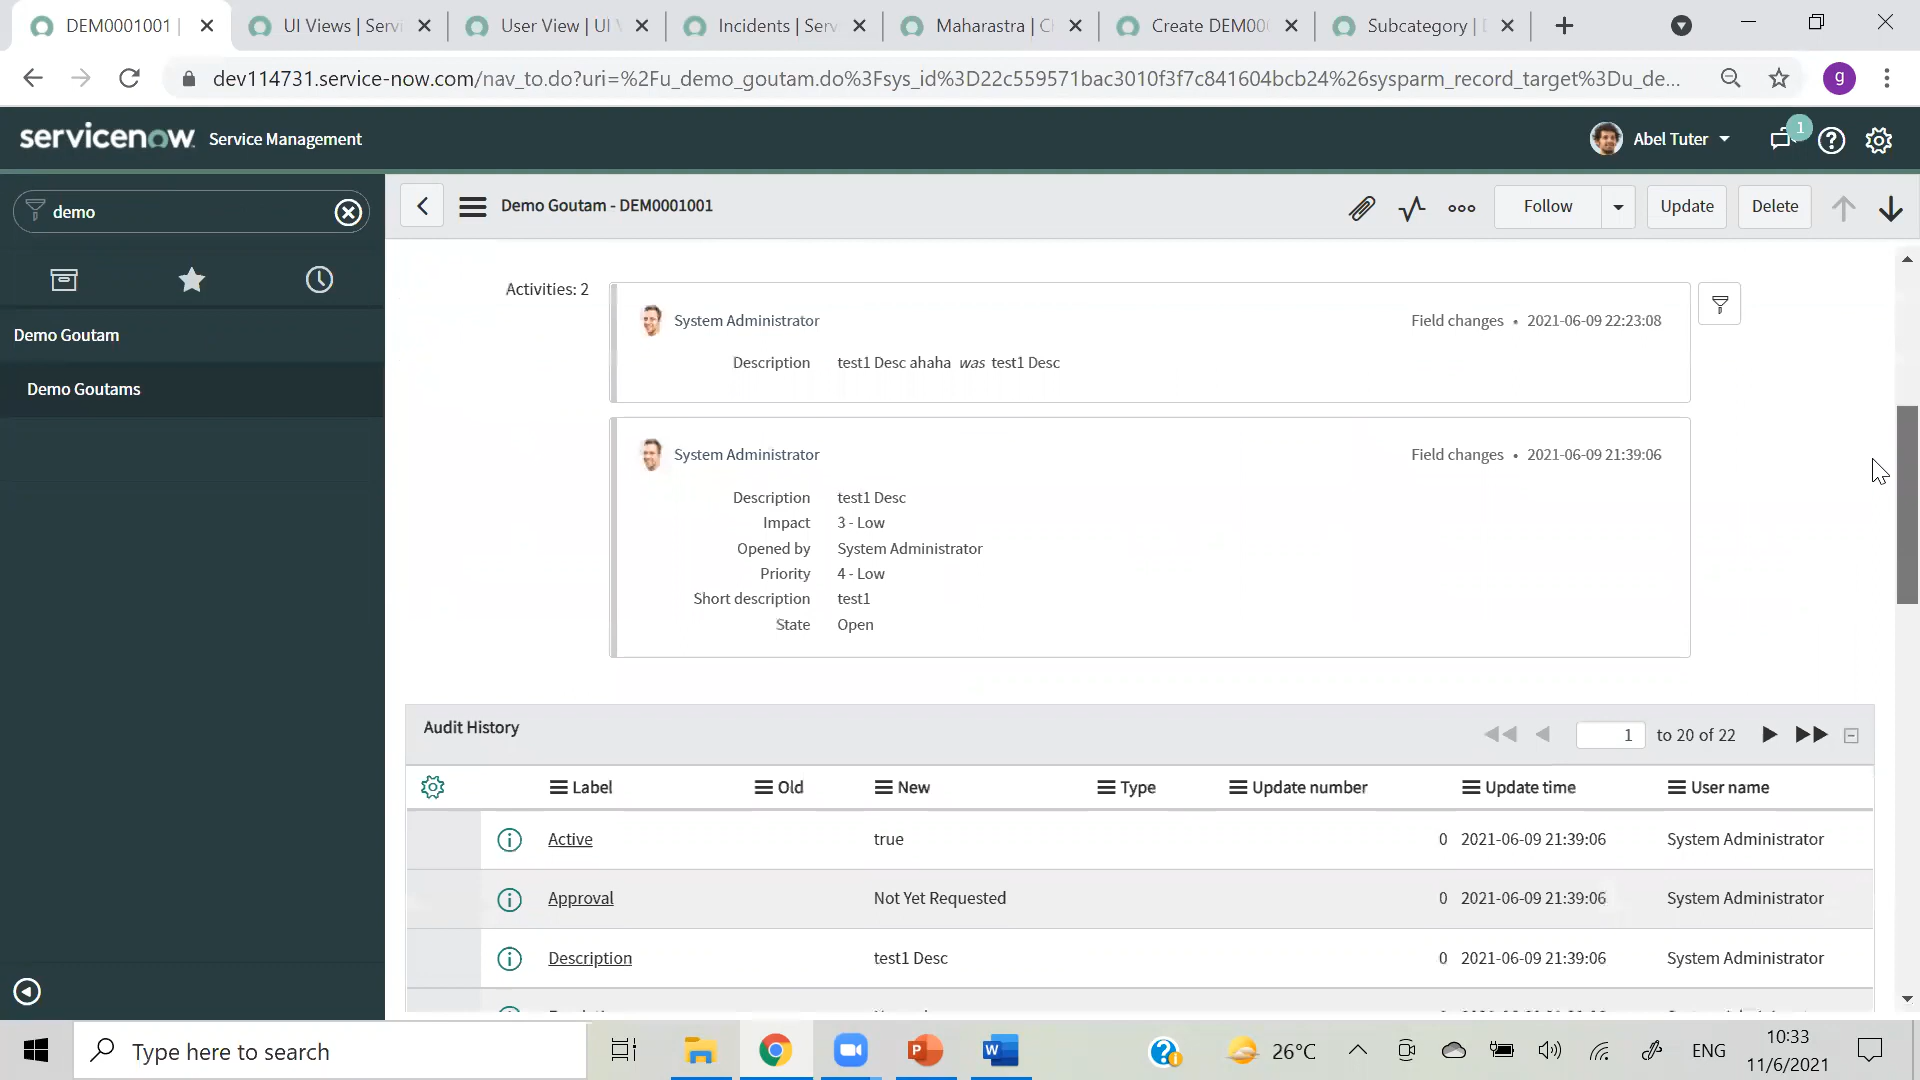 DEM0001001 |
UI Views | Servi
User View | UI V
Incidents | Serv
Maharastra | Cl
Create DEM00
Subcategory | D
dev114731.service-now.com/nav_to.do?uri=%2Fu_demo_goutam.do%3Fsys_id%3D22c559571bac3010f3f7c841604bcb24%26sysparm_record_target%3Du_de...
g
servicenow Service Management
Abel Tuter
1
demo
Demo Goutam - DEM0001001
Follow
Update
Delete
Demo Goutam
Demo Goutams
Activities: 2
System Administrator
Field changes • 2021-06-09 22:23:08
Description test1 Desc ahaha was test1 Desc
System Administrator
Field changes • 2021-06-09 21:39:06
Description test1 Desc
Impact 3 - Low
Opened by System Administrator
Priority 4 - Low
Short description test1
State Open
Audit History
1 to 20 of 22
Label Old New Type Update number Update time User name
Active true 0 2021-06-09 21:39:06 System Administrator
Approval Not Yet Requested 0 2021-06-09 21:39:06 System Administrator
Description test1 Desc 0 2021-06-09 21:39:06 System Administrator
Type here to search
26°C
ENG
10:33
11/6/2021